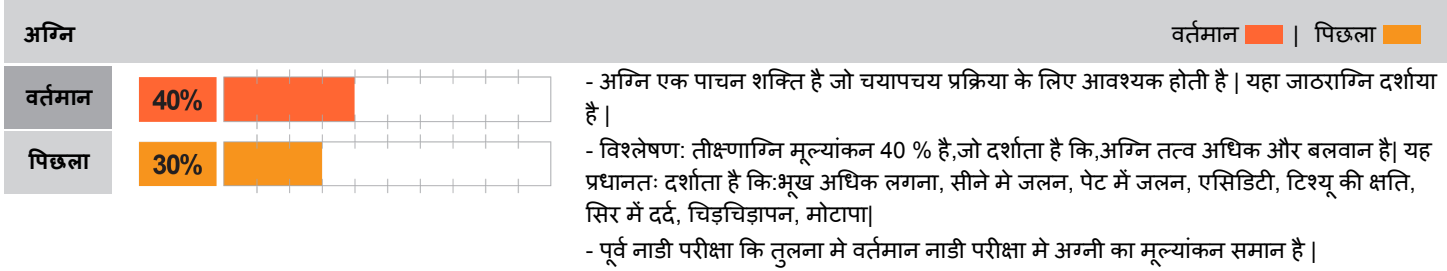 अग्नि
वर्तमान | पिछला
वर्तमान
40%
- अग्नि एक पाचन शक्ति है जो चयापचय प्रक्रिया के लिए आवश्यक होती है | यहा जाठराग्नि दर्शाया
है |
पिछला
30%
- विश्लेषण: तीक्ष्णाग्नि मूल्यांकन 40 % है,जो दर्शाता है कि,अग्नि तत्व अधिक और बलवान है| यह
प्रधानतः दर्शाता है कि:भूख अधिक लगना, सीने मे जलन, पेट में जलन, एसिडिटी, टिश्यू की क्षति,
सिर में दर्द, चिड़चिड़ापन, मोटापा|
- पूर्व नाडी परीक्षा कि तुलना मे वर्तमान नाडी परीक्षा मे अग्नी का मूल्यांकन समान है |